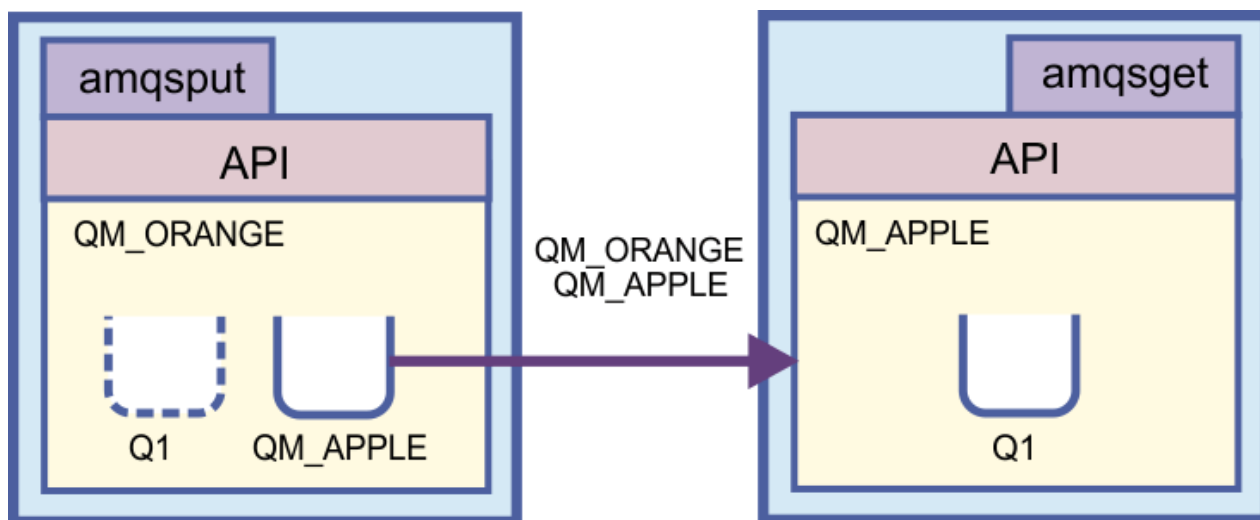 amqsput
API
QM_ORANGE
Q1
QM_APPLE
QM_ORANGE
QM_APPLE
amqsget
API
QM_APPLE
Q1